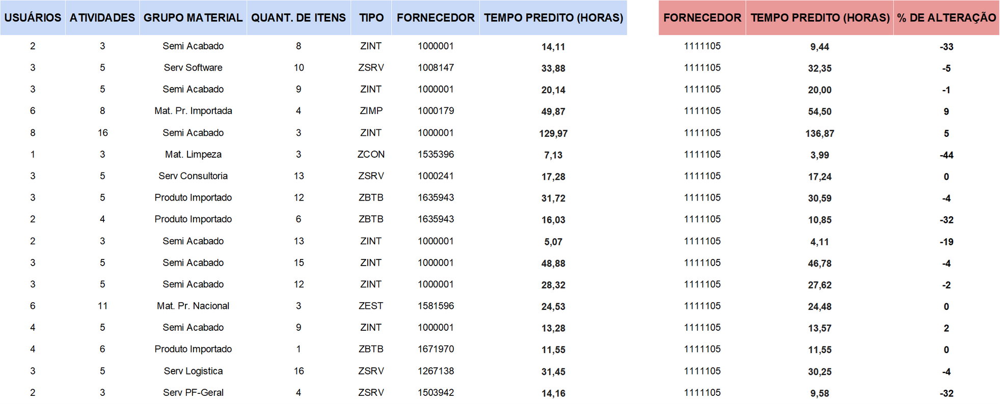 USUÁRIOS ATIVIDADES GRUPO MATERIAL QUANT. DE ITENS TIPO FORNECEDOR TEMPO PREDITO (HORAS) FORNECEDOR TEMPO PREDITO (HORAS) % DE ALTERAÇÃO
2 3 Semi Acabado 8 ZINT 1000001 14,11 1111105 9,44 -33
3 5 Serv Software 10 ZSRV 1008147 33,88 1111105 32,35 -5
3 5 Semi Acabado 9 ZINT 1000001 20,14 1111105 20,00 -1
6 8 Mat. Pr. Importada 4 ZIMP 1000179 49,87 1111105 54,50 9
8 16 Semi Acabado 3 ZINT 1000001 129,97 1111105 136,87 5
1 3 Mat. Limpeza 3 ZCON 1535396 7,13 1111105 3,99 -44
3 5 Serv Consultoria 13 ZSRV 1000241 17,28 1111105 17,24 0
3 5 Produto Importado 12 ZBTB 1635943 31,72 1111105 30,59 -4
2 4 Produto Importado 6 ZBTB 1635943 16,03 1111105 10,85 -32
2 3 Semi Acabado 13 ZINT 1000001 5,07 1111105 4,11 -19
3 5 Semi Acabado 15 ZINT 1000001 48,88 1111105 46,78 -4
3 5 Semi Acabado 12 ZINT 1000001 28,32 1111105 27,62 -2
6 11 Mat. Pr. Nacional 3 ZEST 1581596 24,53 1111105 24,48 0
4 5 Semi Acabado 9 ZINT 1000001 13,28 1111105 13,57 2
4 6 Produto Importado 1 ZBTB 1671970 11,55 1111105 11,55 0
3 5 Serv Logistica 16 ZSRV 1267138 31,45 1111105 30,25 -4
2 3 Serv PF-Geral 4 ZSRV 1503942 14,16 1111105 9,58 -32